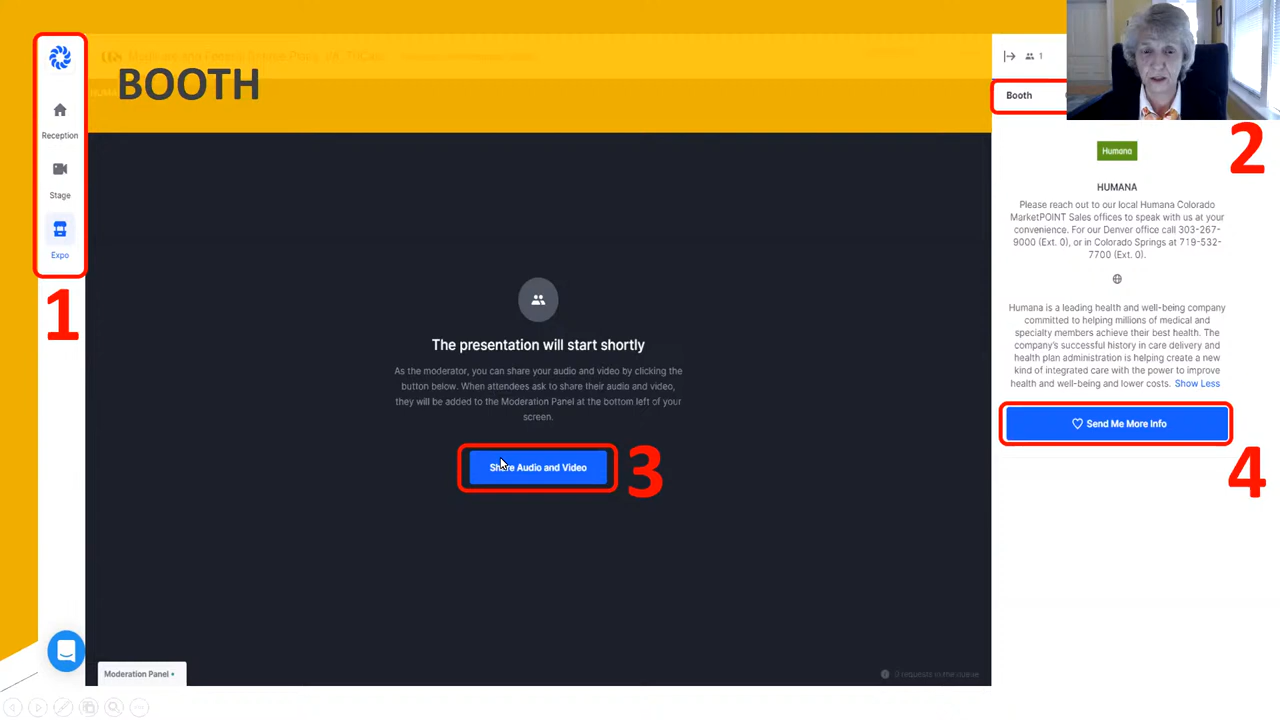 BOOTH
Reception
Stage
Expo
1
The presentation will start shortly
As the moderator, you can share your audio and video by clicking the
button below. When attendees ask to share their audio and video,
they will be added to the Moderation Panel at the bottom left of your
screen.
Share Audio and Video
3
Moderation Panel
0 requests in the queue
1
Booth
2
Humana
HUMANA
Please reach out to our local Humana Colorado
MarketPOINT Sales offices to speak with us at your
convenience. For our Denver office call 303-267-
9000 (Ext. 0), or in Colorado Springs at 719-532-
7700 (Ext. 0).
Humana is a leading health and well-being company
committed to helping millions of medical and
specialty members achieve their best health. The
company's successful history in care delivery and
health plan administration is helping create a new
kind of integrated care with the power to improve
health and well-being and lower costs. Show Less
Send Me More Info
4